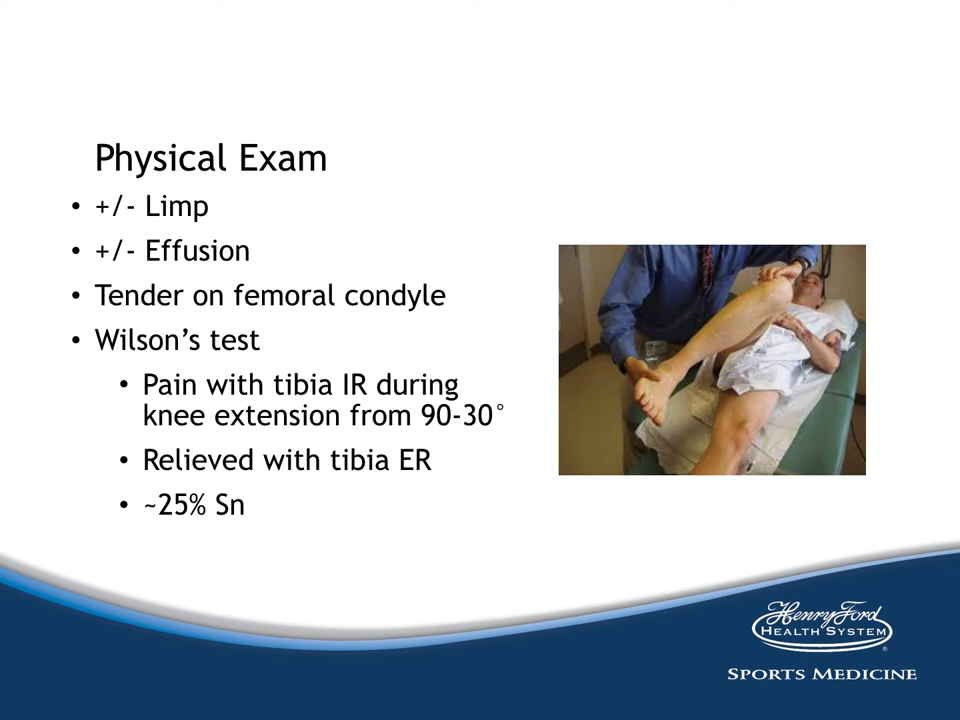 Physical Exam
• +/- Limp
• +/- Effusion
• Tender on femoral condyle
• Wilson’s test
• Pain with tibia IR during
knee extension from 90-30°
• Relieved with tibia ER
• ~25% Sn
Henry Ford
HEALTH SYSTEM
®
SPORTS MEDICINE